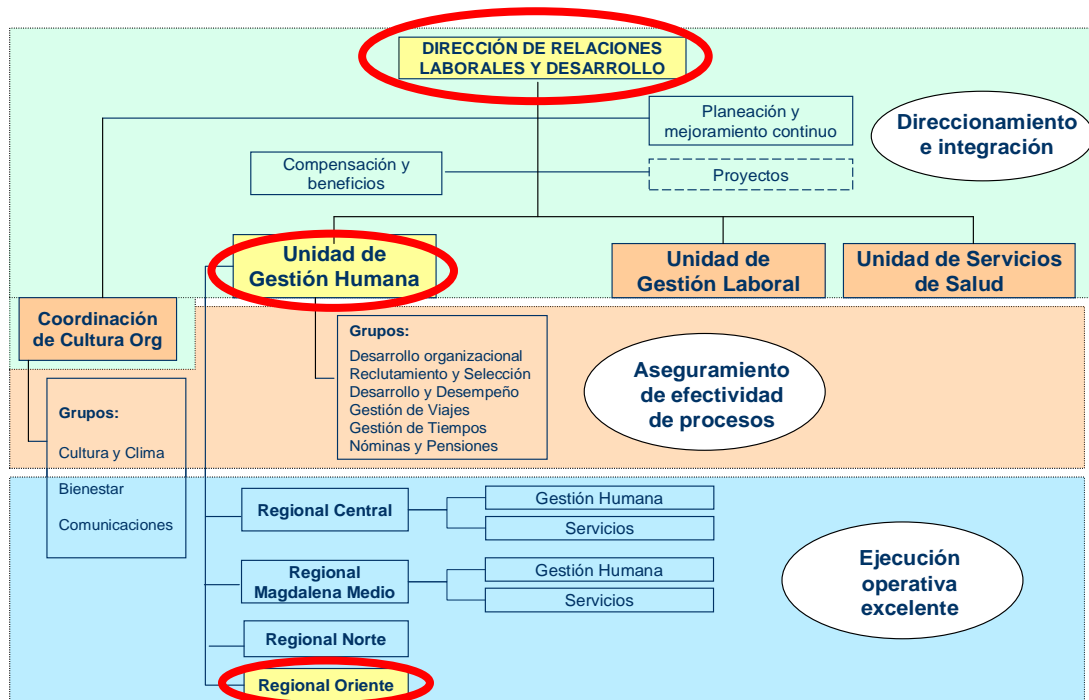 DIRECCIÓN DE RELACIONES
LABORALES Y DESARROLLO
Planeación y
mejoramiento continuo
Direccionamiento
e integración
Compensación y
beneficios
Proyectos
Unidad de
Gestión Humana
Unidad de
Gestión Laboral
Unidad de Servicios
de Salud
Coordinación
de Cultura Org
Grupos:
Desarrollo organizacional
Reclutamiento y Selección
Desarrollo y Desempeño
Gestión de Viajes
Gestión de Tiempos
Nóminas y Pensiones
Aseguramiento
de efectividad
de procesos
Grupos:
Cultura y Clima
Bienestar
Comunicaciones
Regional Central
Gestión Humana
Servicios
Regional
Magdalena Medio
Gestión Humana
Servicios
Regional Norte
Regional Oriente
Ejecución
operativa
excelente